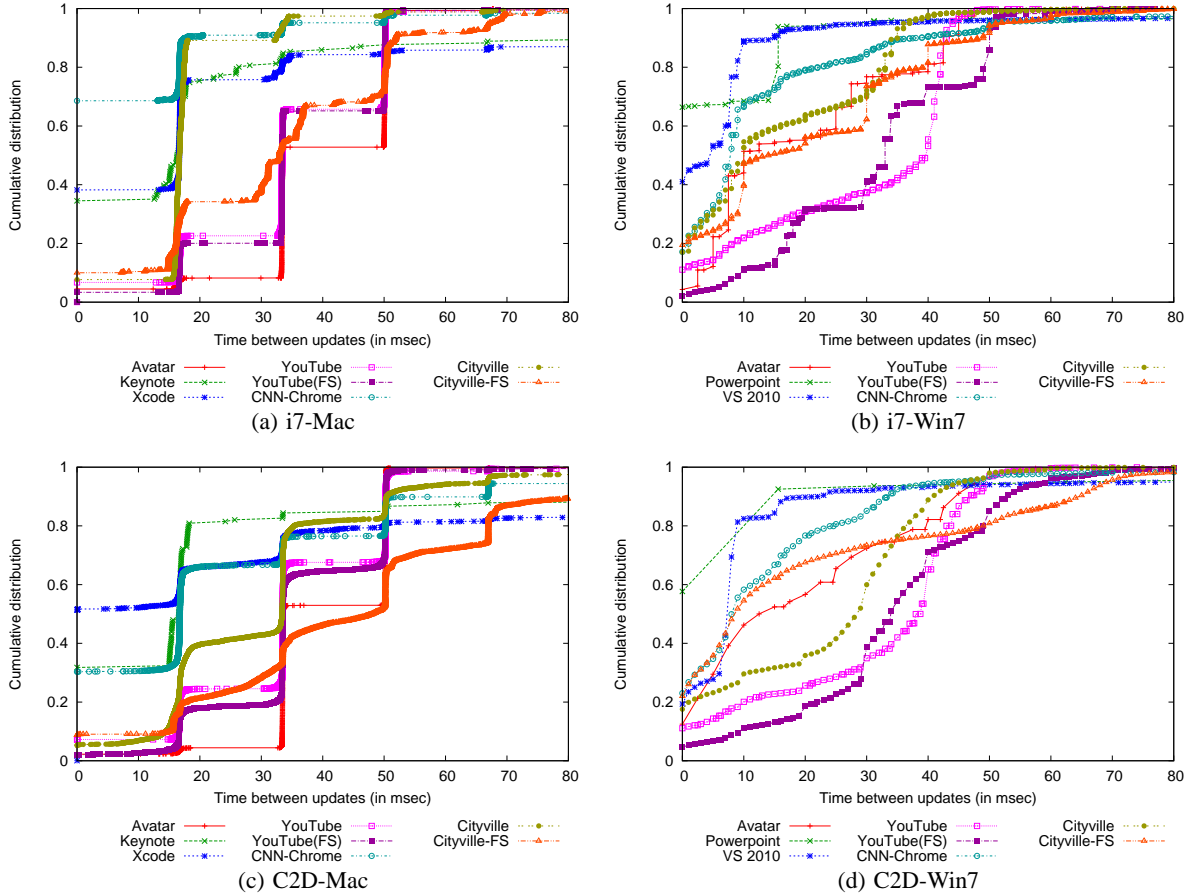 1
0.8
0.6
0.4
0.2
0
Cumulative distribution
0 10 20 30 40 50 60 70 80
Time between updates (in msec)
Avatar YouTube Cityville
Keynote YouTube(FS) Cityville-FS
Xcode CNN-Chrome
(a) i7-Mac
1
0.8
0.6
0.4
0.2
0
Cumulative distribution
0 10 20 30 40 50 60 70 80
Time between updates (in msec)
Avatar YouTube Cityville
Powerpoint YouTube(FS) Cityville-FS
VS 2010 CNN-Chrome
(b) i7-Win7
1
0.8
0.6
0.4
0.2
0
Cumulative distribution
0 10 20 30 40 50 60 70 80
Time between updates (in msec)
Avatar YouTube Cityville
Keynote YouTube(FS) Cityville-FS
Xcode CNN-Chrome
(c) C2D-Mac
1
0.8
0.6
0.4
0.2
0
Cumulative distribution
0 10 20 30 40 50 60 70 80
Time between updates (in msec)
Avatar YouTube Cityville
Powerpoint YouTube(FS) Cityville-FS
VS 2010 CNN-Chrome
(d) C2D-Win7